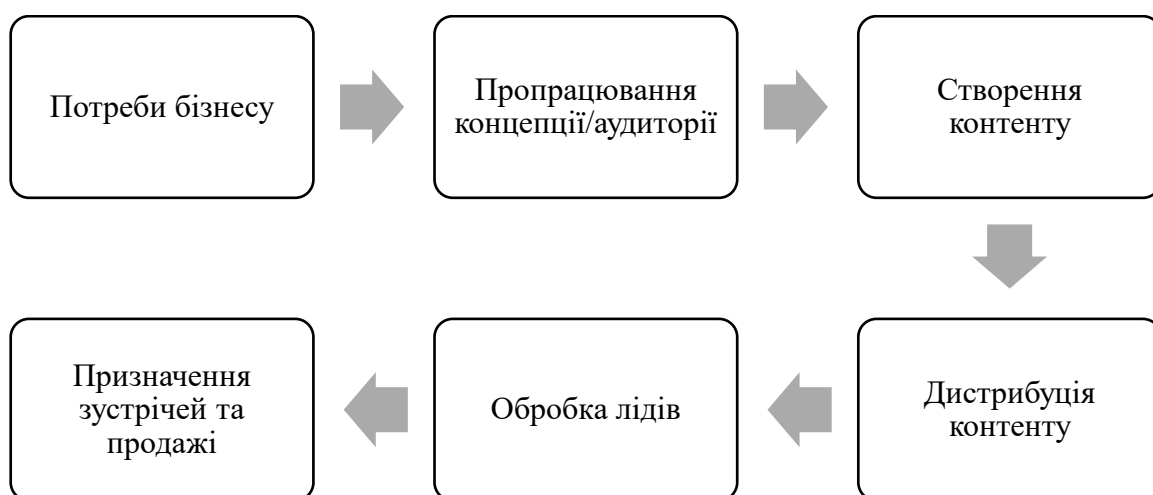 Потреби бізнесу
Пропрацювання
концепції/аудиторії
Створення
контенту
Дистрибуція
контенту
Обробка лідів
Призначення
зустрічей та
продажі